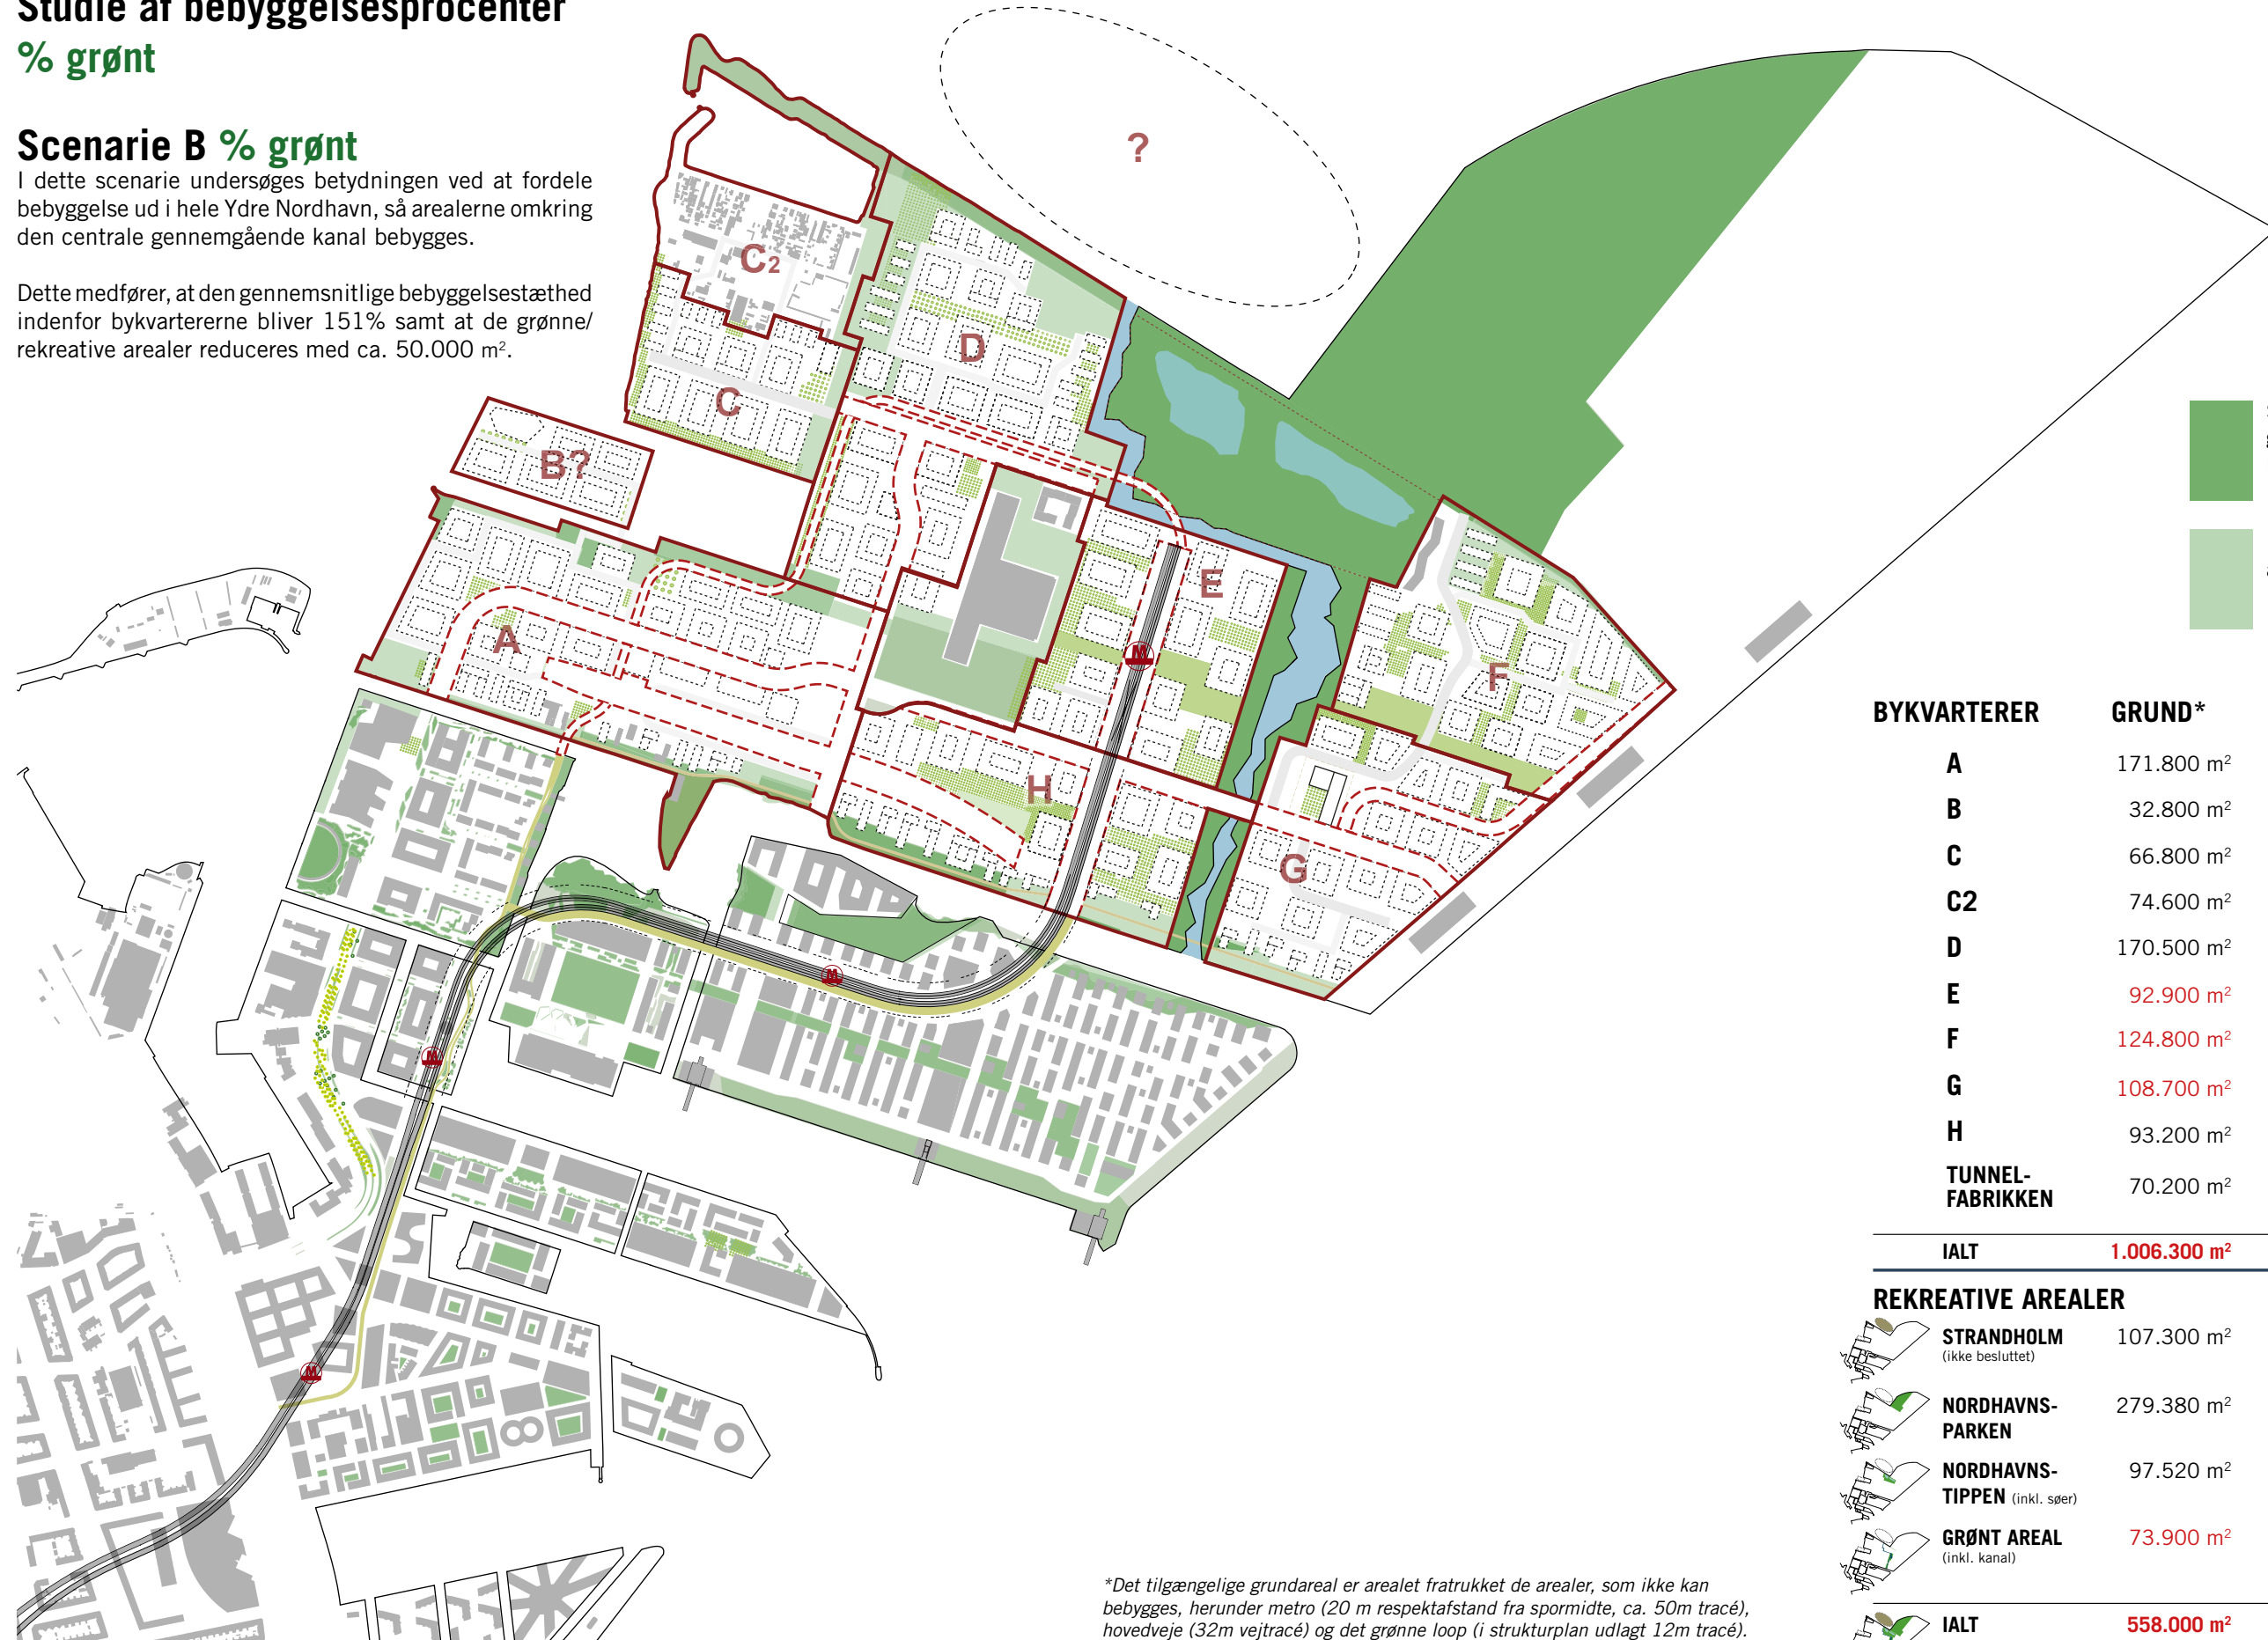 Studie af bebyggelsesprocenter
% grønt
Scenarie B % grønt
I dette scenarie undersøges betydningen ved at fordele
bebyggelse ud i hele Ydre Nordhavn, så arealerne omkring
den centrale gennemgående kanal bebygges.
Dette medfører, at den gennemsnitlige bebyggelsestæthed
indenfor bykvartererne bliver 151% samt at de grønne/
rekreative arealer reduceres med ca. 50.000 m².
?
C2
D
C
B?
E
A
M
F
H
G
M
M
M
BYKVARTERER GRUND*
A 171.800 m²
B 32.800 m²
C 66.800 m²
C2 74.600 m²
D 170.500 m²
E 92.900 m²
F 124.800 m²
G 108.700 m²
H 93.200 m²
TUNNEL-
FABRIKKEN 70.200 m²
IALT 1.006.300 m²
REKREATIVE AREALER
STRANDHOLM 107.300 m²
(ikke besluttet)
NORDHAVNS- 279.380 m²
PARKEN
NORDHAVNS- 97.520 m²
TIPPEN (inkl. søer)
GRØNT AREAL 73.900 m²
(inkl. kanal)
IALT 558.000 m²
*Det tilgængelige grundareal er arealet fratrukket de arealer, som ikke kan
bebygges, herunder metro (20 m respektafstand fra spormidte, ca. 50m tracé),
hovedveje (32m vejtracé) og det grønne loop (i strukturplan udlagt 12m tracé).